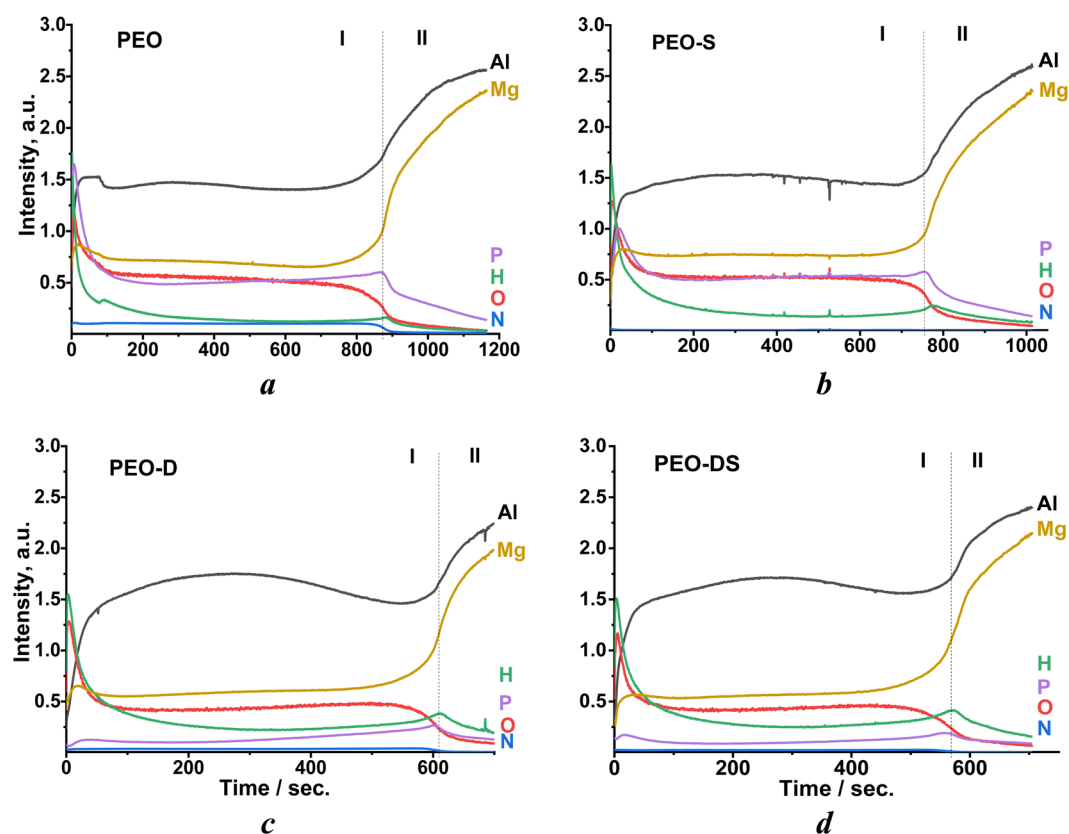 PEO
I
II
Intensity, a.u.
3.0
2.5
2.0
1.5
1.0
0.5
Al
Mg
P
H
O
N
0 200 400 600 800 1000 1200
a
PEO-S
I
II
3.0
2.5
2.0
1.5
1.0
0.5
Al
Mg
P
H
O
N
0 200 400 600 800 1000
b
PEO-D
I
II
Intensity, a.u.
3.0
2.5
2.0
1.5
1.0
0.5
Al
Mg
H
P
O
N
0 200 400 600
Time / sec.
c
PEO-DS
I
II
3.0
2.5
2.0
1.5
1.0
0.5
Al
Mg
H
P
O
N
0 200 400 600
Time / sec.
d